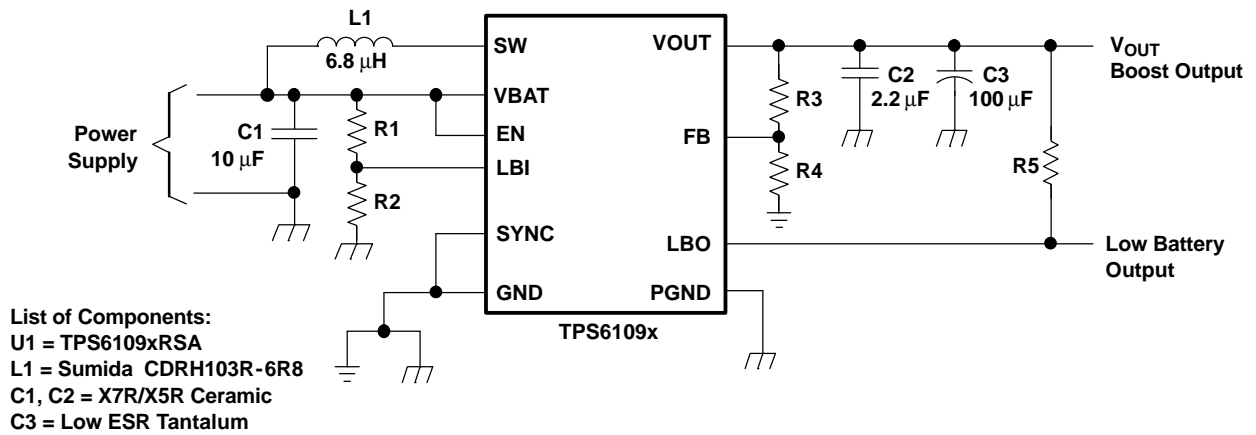 L1
6.8 μH
SW
VOUT
VOUT
Boost Output
C2
2.2 μF
C3
100 μF
R3
VBAT
Power
Supply
C1
10 μF
R1
EN
FB
LBI
R4
R5
R2
SYNC
LBO
Low Battery
Output
GND
PGND
TPS6109x
List of Components:
U1 = TPS6109xRSA
L1 = Sumida CDRH103R-6R8
C1, C2 = X7R/X5R Ceramic
C3 = Low ESR Tantalum